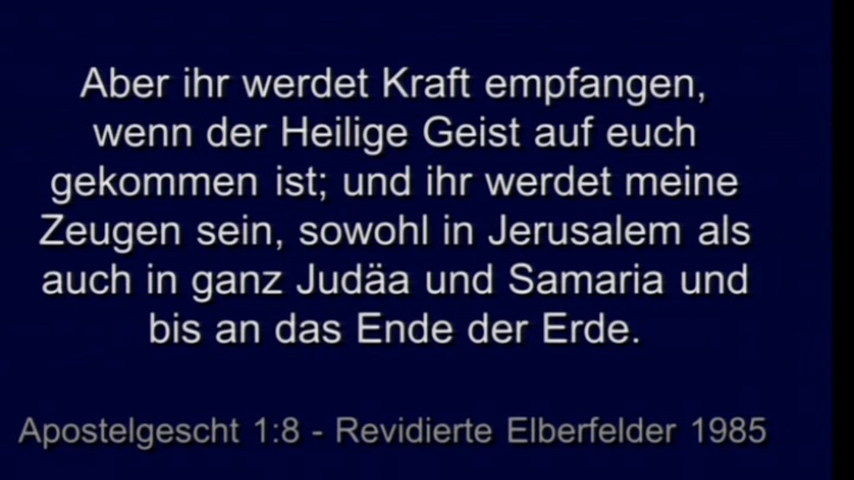 Aber ihr werdet Kraft empfangen,
wenn der Heilige Geist auf euch
gekommen ist; und ihr werdet meine
Zeugen sein, sowohl in Jerusalem als
auch in ganz Judäa und Samaria und
bis an das Ende der Erde.
Apostelgescht 1:8 - Revidierte Elberfelder 1985